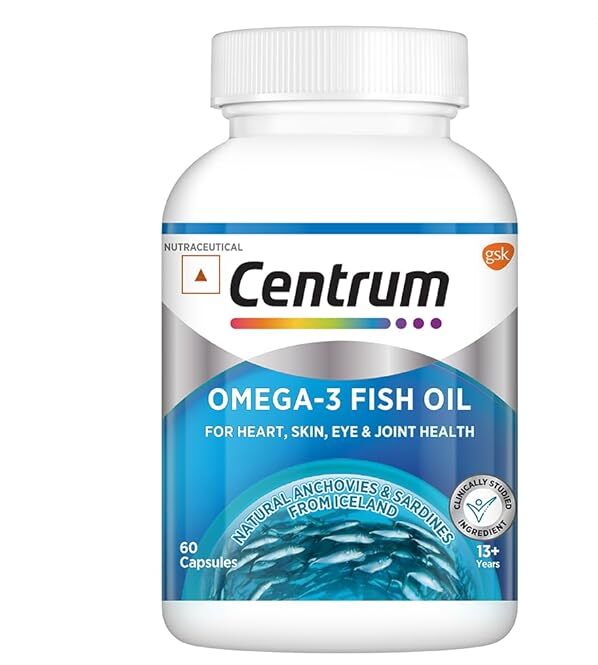 NUTRACEUTICAL
gsk
Centrum
OMEGA-3 FISH OIL
FOR HEART, SKIN, EYE & JOINT HEALTH
NATURAL ANCHOVIES & SARDINES
FROM ICELAND
CLINICALLY STUDIED
INGREDIENT
60
Capsules
13+
Years